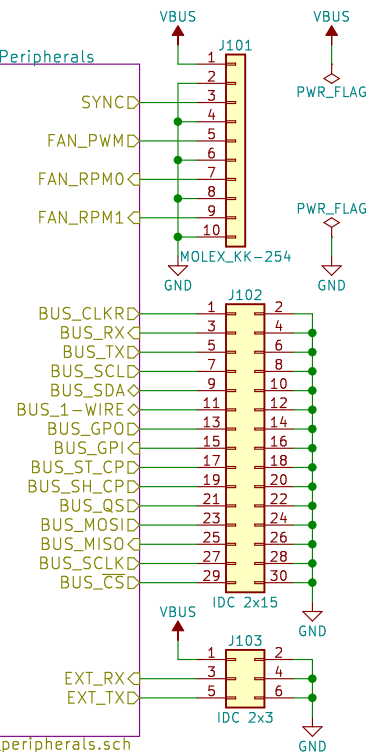 VBUS VBUS
Peripherals J101
1
2
SYNC 3 PWR_FLAG
4
FAN_PWM 5
6
FAN_RPM0 7
8
FAN_RPM1 9 PWR_FLAG
10
MOLEX_KK-254
GND GND
J102
BUS_CLKR 1 2
BUS_RX 3 4
BUS_TX 5 6
BUS_SCL 7 8
BUS_SDA 9 10
BUS_1-WIRE 11 12
BUS_GPO 13 14
BUS_GPI 15 16
BUS_ST_CP 17 18
BUS_SH_CP 19 20
BUS_QS 21 22
BUS_MOSI 23 24
BUS_MISO 25 26
BUS_SCLK 27 28
BUS_C̅S̅ 29 30
IDC 2x15
VBUS
GND
J103
1 2
EXT_RX 3 4
EXT_TX 5 6
IDC 2x3
_peripherals.sch GND